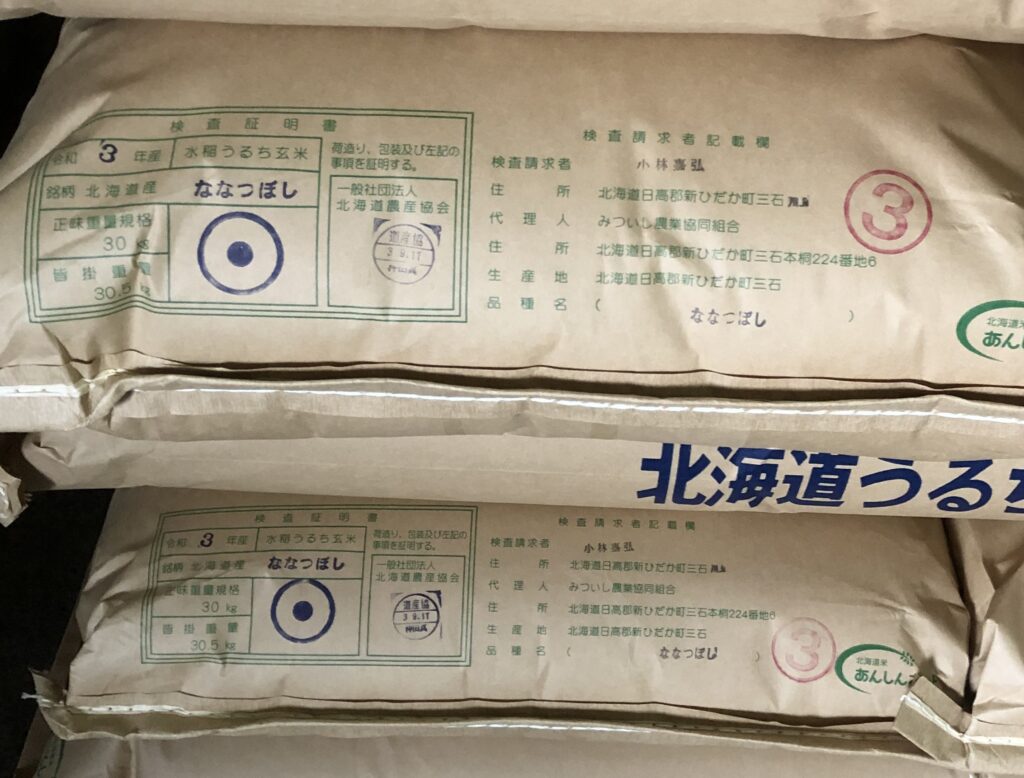 検査証明書
令和 3 年産 水稲うるち玄米
銘柄 北海道産 ななつぼし
正味重量規格
30 kg
皆掛重量
30.5 kg
荷造り、包装及び左記の
事項を証明する。
一般社団法人
北海道農産協会
道産協
3.9.17
検査請求者記載欄
検査請求者 小林嘉弘
住所 北海道日高郡新ひだか町三石
代理人 みついし農業協同組合
住所 北海道日高郡新ひだか町三石本桐224番地6
生産地 北海道日高郡新ひだか町三石
品種名 ( ななつぼし )
3
北海道米
あんし
北海道うるち
検査証明書
令和 3 年産 水稲うるち玄米
銘柄 北海道産 ななつぼし
正味重量規格
30 kg
皆掛重量
30.5 kg
荷造り、包装及び左記の
事項を証明する。
一般社団法人
北海道農産協会
道産協
3.9.17
検査請求者記載欄
検査請求者 小林嘉弘
住所 北海道日高郡新ひだか町三石
代理人 みついし農業協同組合
住所 北海道日高郡新ひだか町三石本桐224番地6
生産地 北海道日高郡新ひだか町三石
品種名 ( ななつぼし )
3
北海道米
あんしん